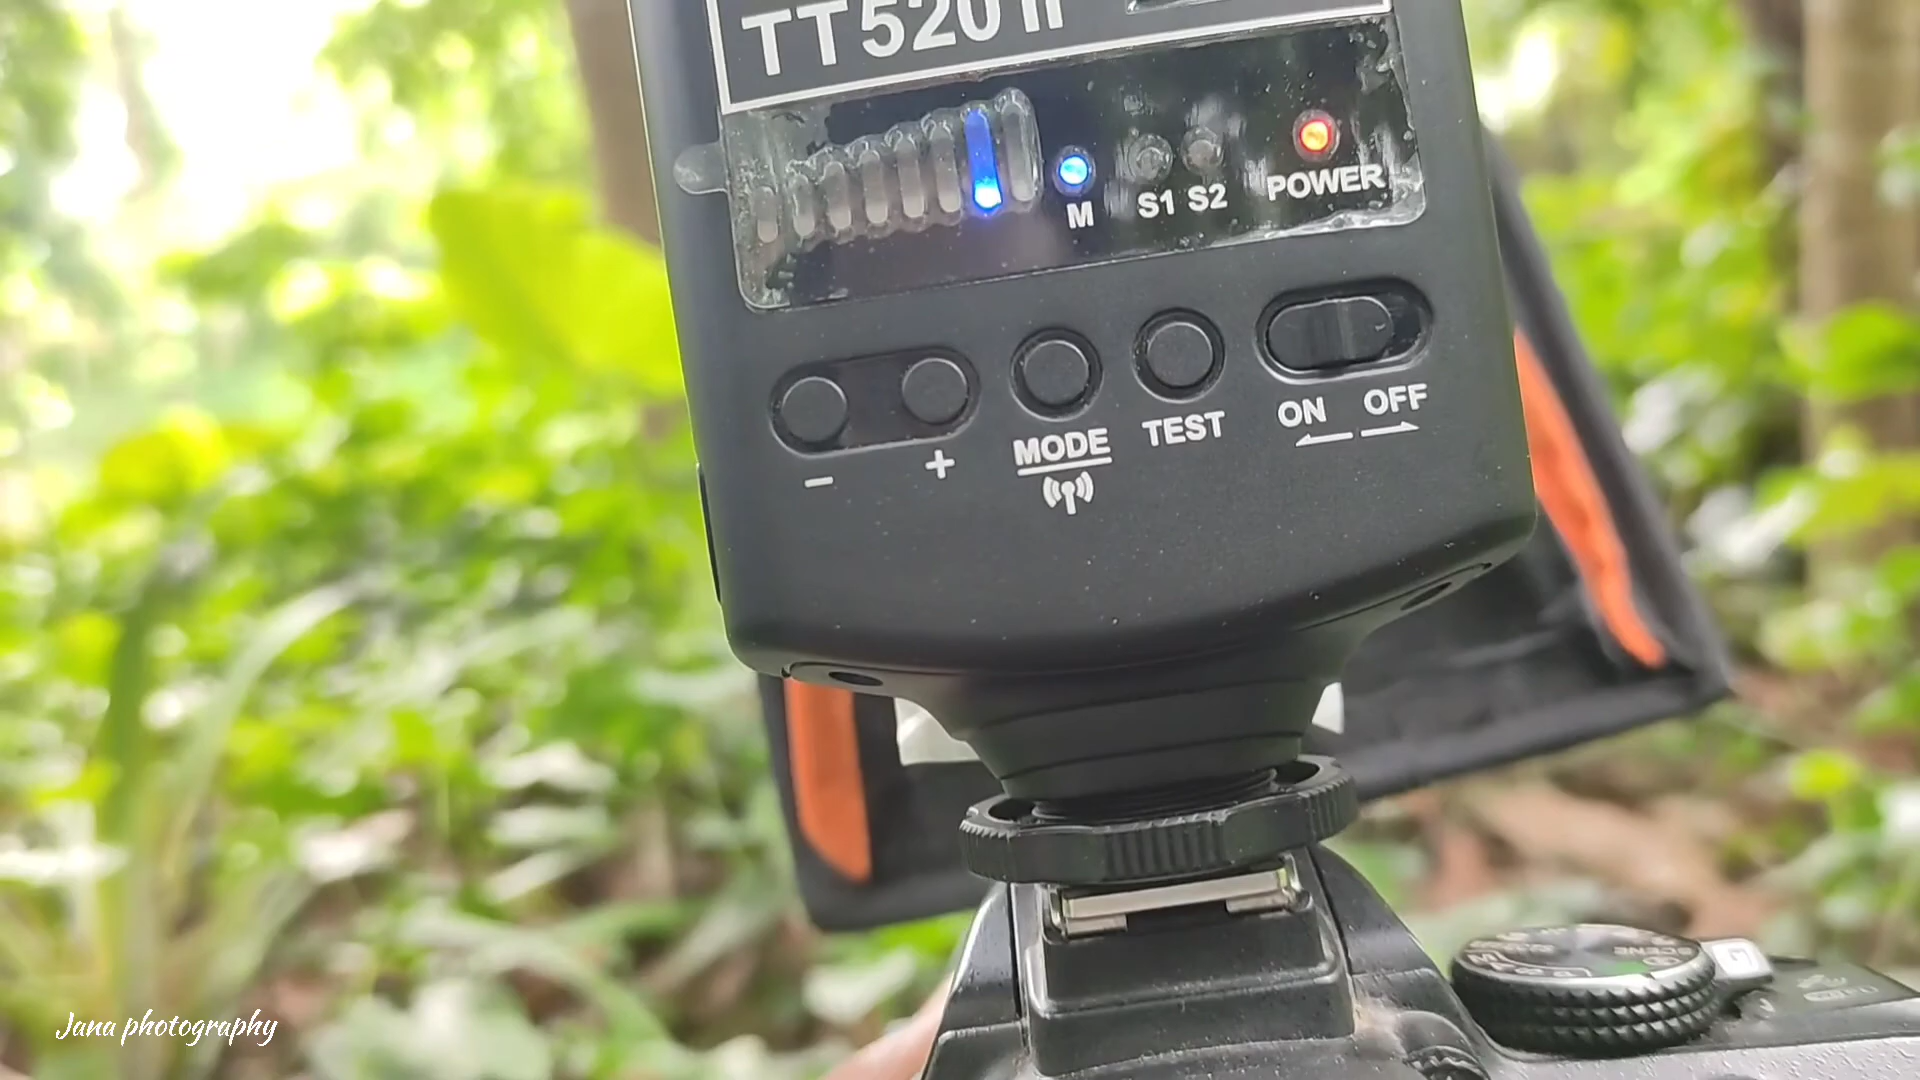 TT520 II
M
S1 S2
POWER
− +
MODE
TEST
ON OFF
Jana photography